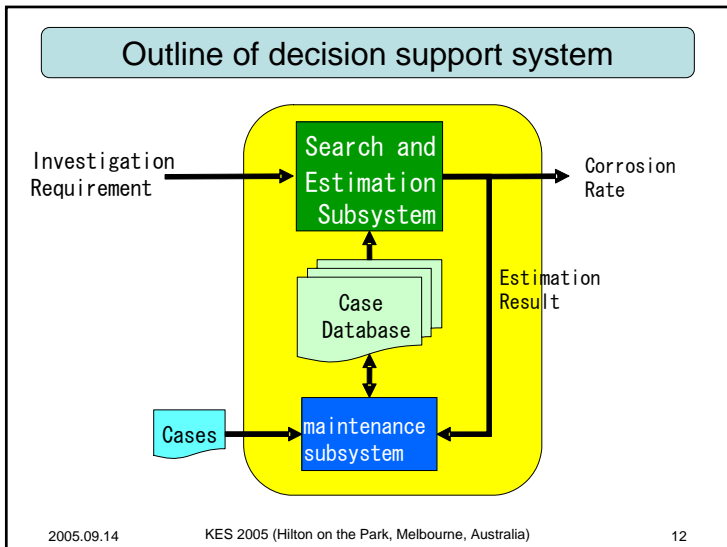 Outline of decision support system
Investigation
Requirement
Search and
Estimation
Subsystem
Corrosion
Rate
Case
Database
Estimation
Result
Cases
maintenance
subsystem
2005.09.14
KES 2005 (Hilton on the Park, Melbourne, Australia)
12